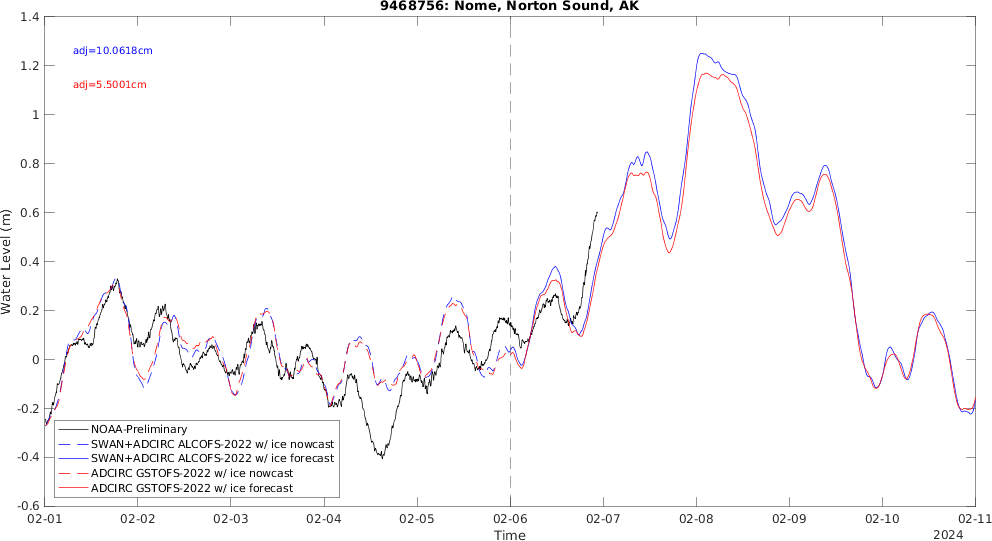 9468756: Nome, Norton Sound, AK
adj=10.0618cm
adj=5.5001cm
1.4
1.2
1
0.8
0.6
0.4
0.2
0
-0.2
-0.4
-0.6
Water Level (m)
NOAA-Preliminary
SWAN+ADCIRC ALCOFS-2022 w/ ice nowcast
SWAN+ADCIRC ALCOFS-2022 w/ ice forecast
ADCIRC GSTOFS-2022 w/ ice nowcast
ADCIRC GSTOFS-2022 w/ ice forecast
02-01 02-02 02-03 02-04 02-05 02-06 02-07 02-08 02-09 02-10 02-11
Time
2024